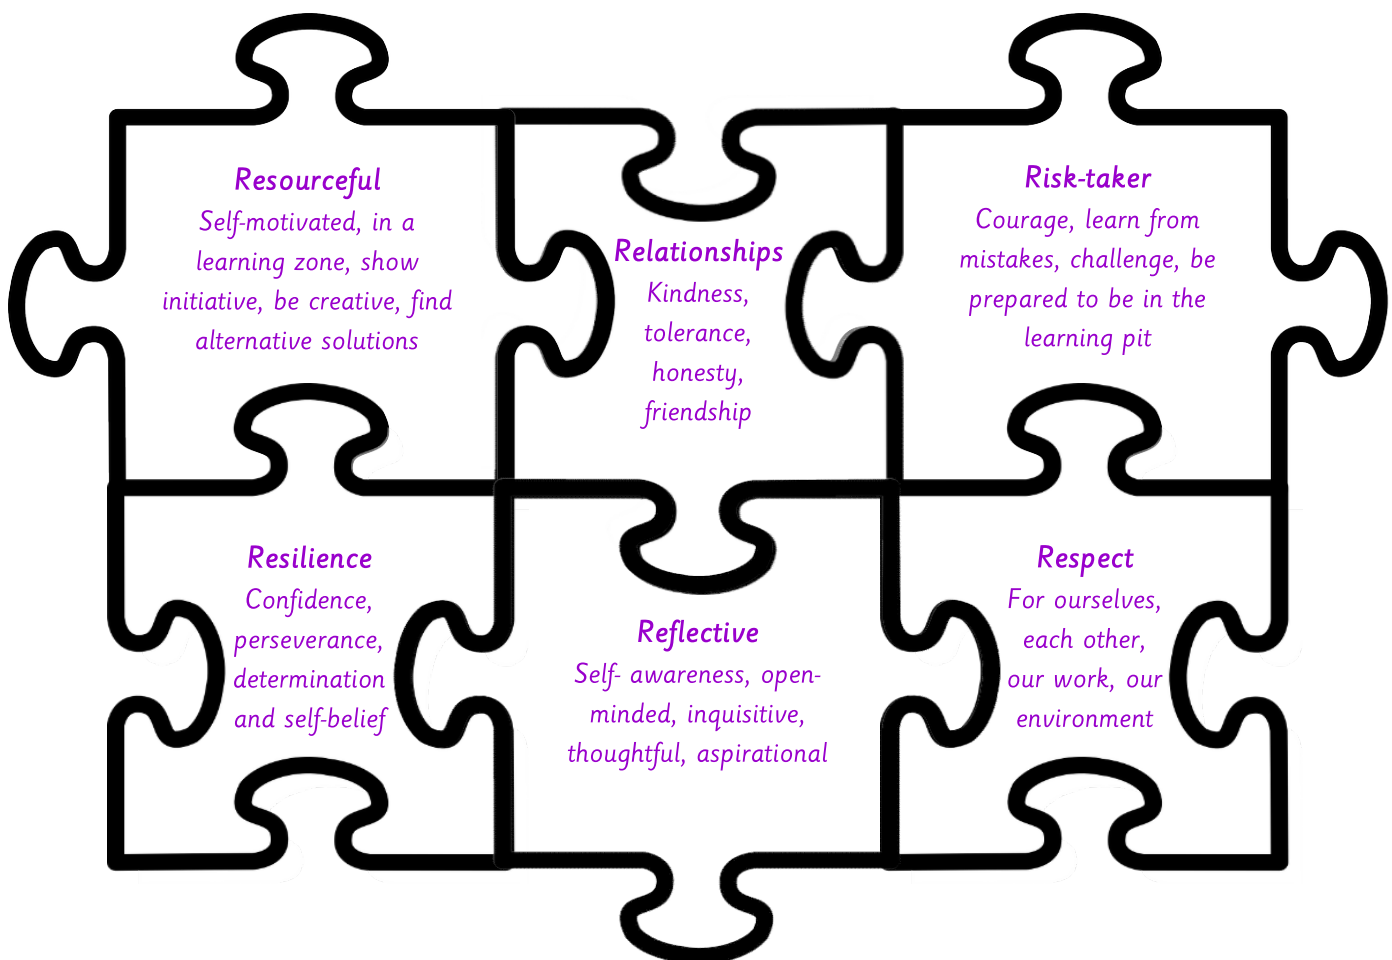 Resourceful
Self-motivated, in a
learning zone, show
initiative, be creative, find
alternative solutions
Relationships
Kindness,
tolerance,
honesty,
friendship
Risk-taker
Courage, learn from
mistakes, challenge, be
prepared to be in the
learning pit
Resilience
Confidence,
perseverance,
determination
and self-belief
Reflective
Self- awareness, open-
minded, inquisitive,
thoughtful, aspirational
Respect
For ourselves,
each other,
our work, our
environment